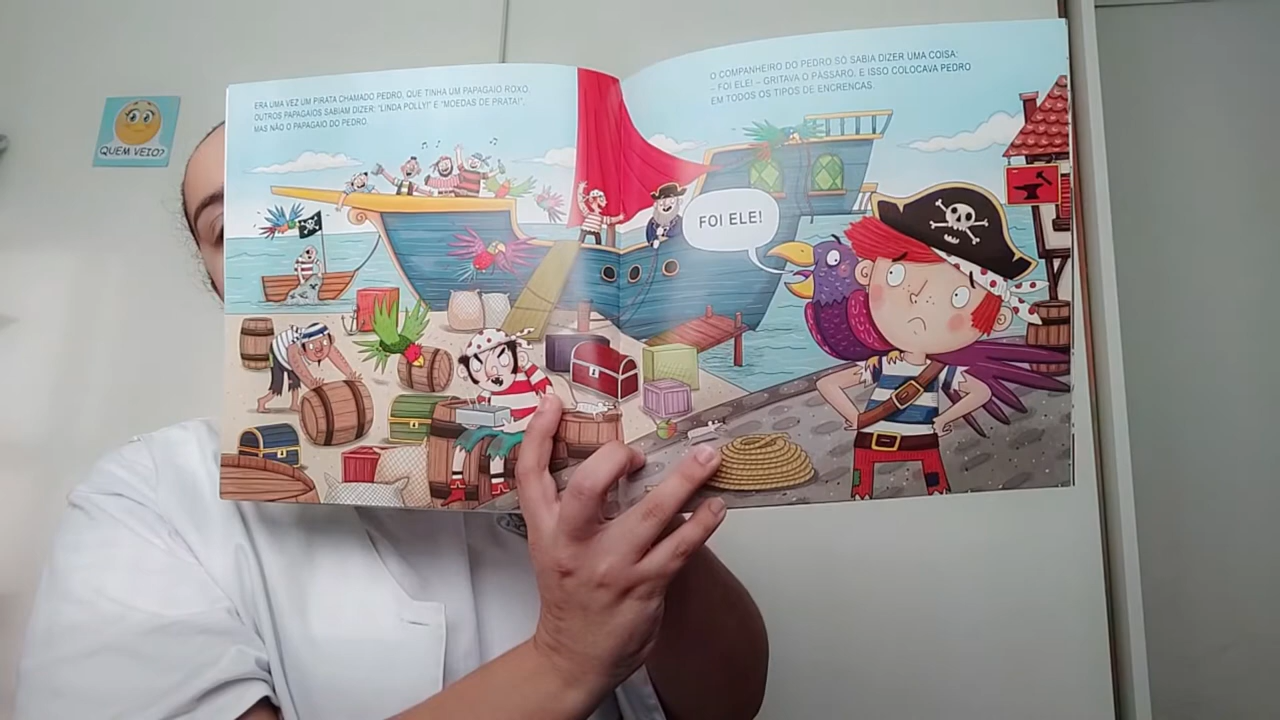 QUEM VEIO?
ERA UMA VEZ UM PIRATA CHAMADO PEDRO, QUE TINHA UM PAPAGAIO ROXO.
OUTROS PAPAGAIOS SABIAM DIZER: "LINDA POLLY!" E "MOEDAS DE PRATA!",
MAS NÃO O PAPAGAIO DO PEDRO.
O COMPANHEIRO DO PEDRO SÓ SABIA DIZER UMA COISA:
– FOI ELE! – GRITAVA O PÁSSARO, E ISSO COLOCAVA PEDRO
EM TODOS OS TIPOS DE ENCRENCAS.
FOI ELE!